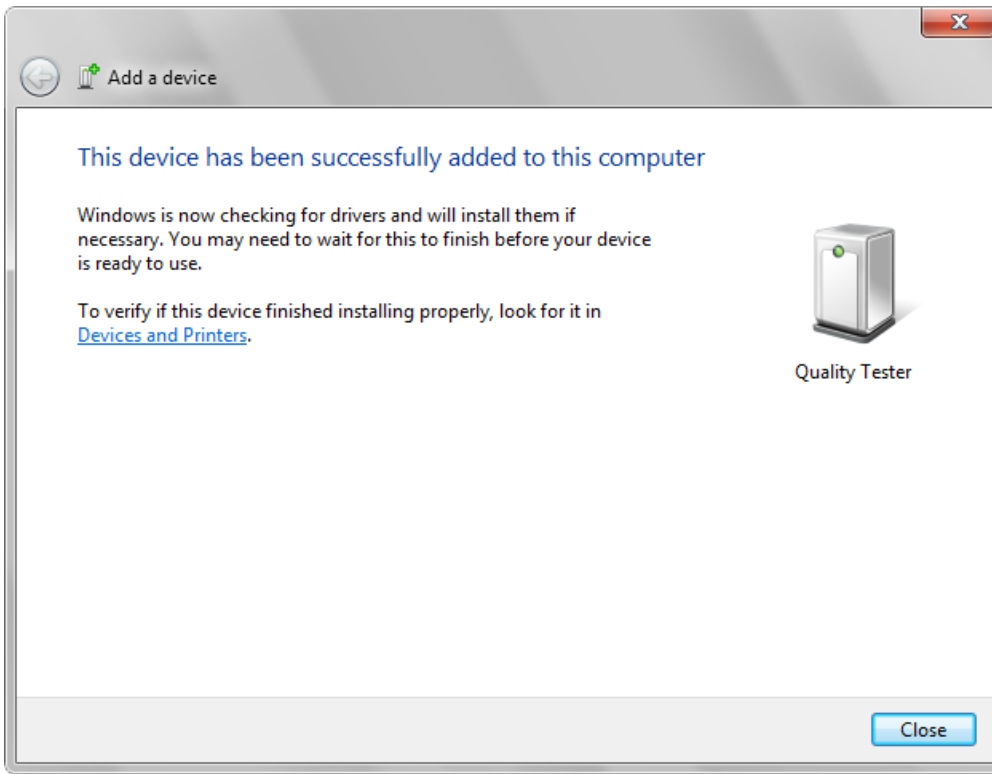 Add a device
This device has been successfully added to this computer
Windows is now checking for drivers and will install them if
necessary. You may need to wait for this to finish before your device
is ready to use.
To verify if this device finished installing properly, look for it in
Devices and Printers.
Quality Tester
Close